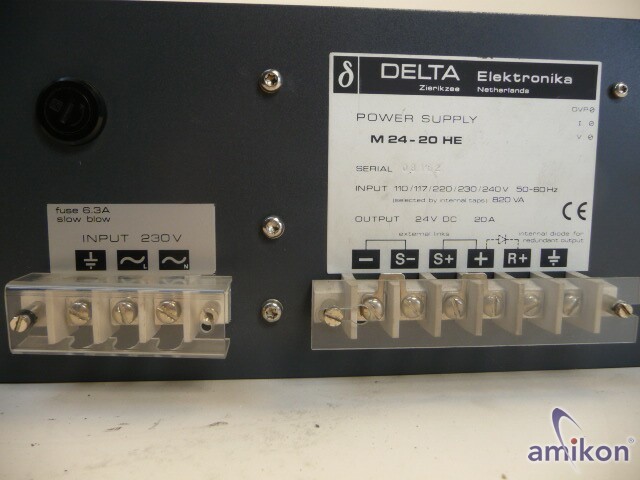 δ DELTA Elektronika
Zierikzee Netherlands
POWER SUPPLY
M 24-20 HE
OVP
I
V
SERIAL
INPUT 110/117/220/230/240V 50-60Hz
(selected by internal taps) 820 VA
OUTPUT 24V DC 20A
CE
external links
internal diode for
redundant output
- S- S+ + R+
fuse 6.3A
slow blow
INPUT 230V
L N
amikon